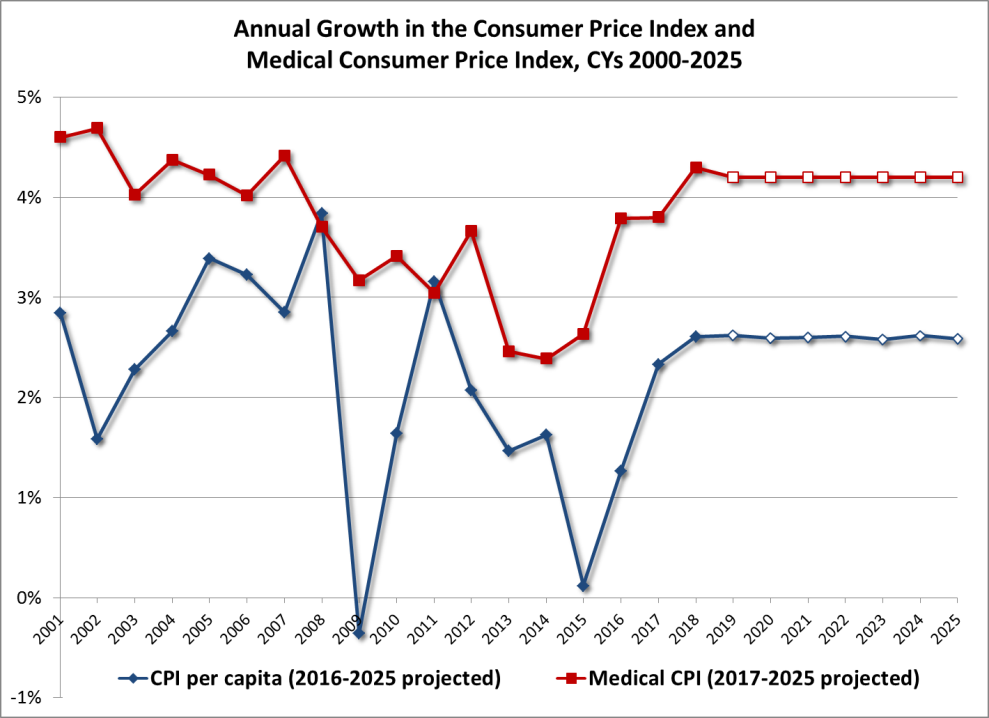 Annual Growth in the Consumer Price Index and
Medical Consumer Price Index, CYs 2000-2025
5%
4%
3%
2%
1%
0%
-1%
2001 2002 2003 2004 2005 2006 2007 2008 2009 2010 2011 2012 2013 2014 2015 2016 2017 2018 2019 2020 2021 2022 2023 2024 2025
CPI per capita (2016-2025 projected) Medical CPI (2017-2025 projected)